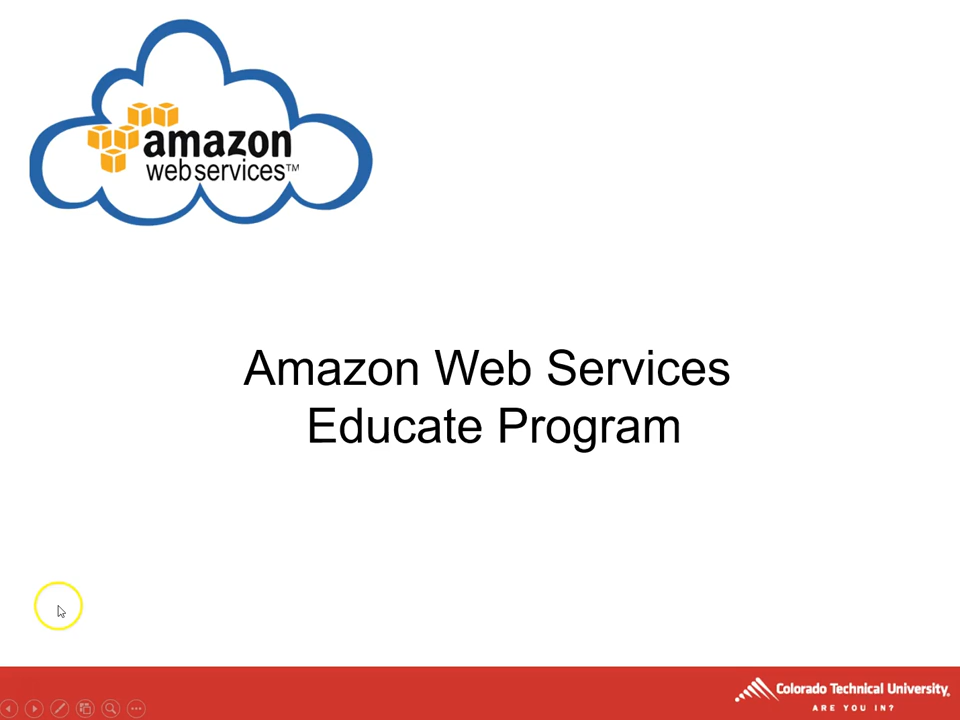 amazon
webservices™
Amazon Web Services
Educate Program
Colorado Technical University®
ARE YOU IN?